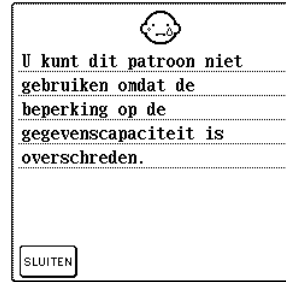 U kunt dit patroon niet
gebruiken omdat de
beperking op de
gegevenscapaciteit is
overschreden.
SLUITEN